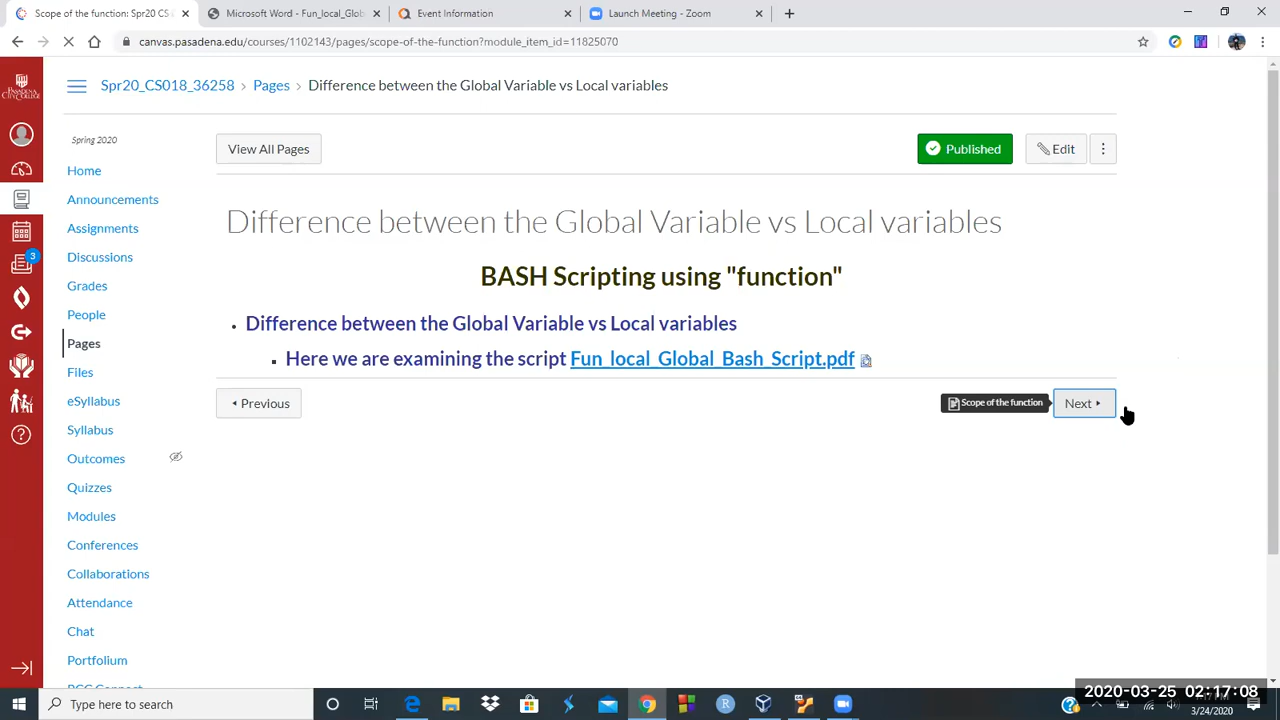 Scope of the function: Spr20 CS
Microsoft Word - Fun_local_Glob
Event Information
Launch Meeting - Zoom
canvas.pasadena.edu/courses/1102143/pages/scope-of-the-function?module_item_id=11825070
PASADENA
CITY COLLEGE
Spr20_CS018_36258 › Pages › Difference between the Global Variable vs Local variables
Spring 2020
View All Pages
Published
Edit
Home
Announcements
Assignments
Discussions
Grades
People
Pages
Files
eSyllabus
Syllabus
Outcomes
Quizzes
Modules
Conferences
Collaborations
Attendance
Chat
Portfolium
3
Difference between the Global Variable vs Local variables
BASH Scripting using "function"
Difference between the Global Variable vs Local variables
Here we are examining the script Fun_local_Global_Bash_Script.pdf
Previous
Scope of the function
Next
Type here to search
2020-03-25 02:17:08
3/24/2020